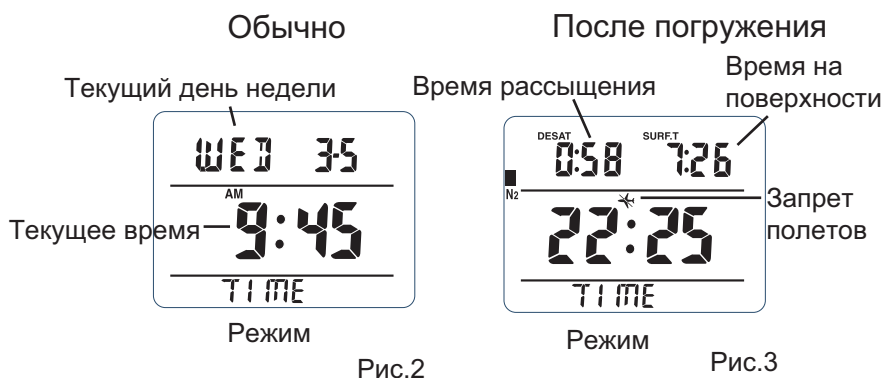 Обычно
После погружения
Текущий день недели
Время рассыщения
Время на
поверхности
WED 3-5
DESAT SURF.T
0:58 7:26
AM
N2
Текущее время
9:45
22:25
Запрет
полетов
TIME
TIME
Режим
Режим
Рис.2
Рис.3